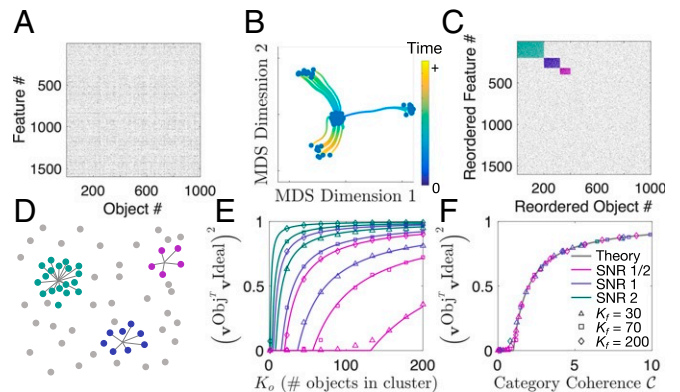 A
Feature #
500
1000
1500
200
600
1000
Object #
B
MDS Dimesnion 2
MDS Dimension 1
Time
+
0
C
Reordered Feature #
500
1000
1500
200
600
1000
Reordered Object #
D
E
(v^Obj^T v^Ideal)^2
1
0.5
0
0
100
200
K_o (# objects in cluster)
F
(v^Obj^T v^Ideal)^2
1
0.5
0
0
5
10
Category Coherence C
Theory
SNR 1/2
SNR 1
SNR 2
K_f = 30
K_f = 70
K_f = 200